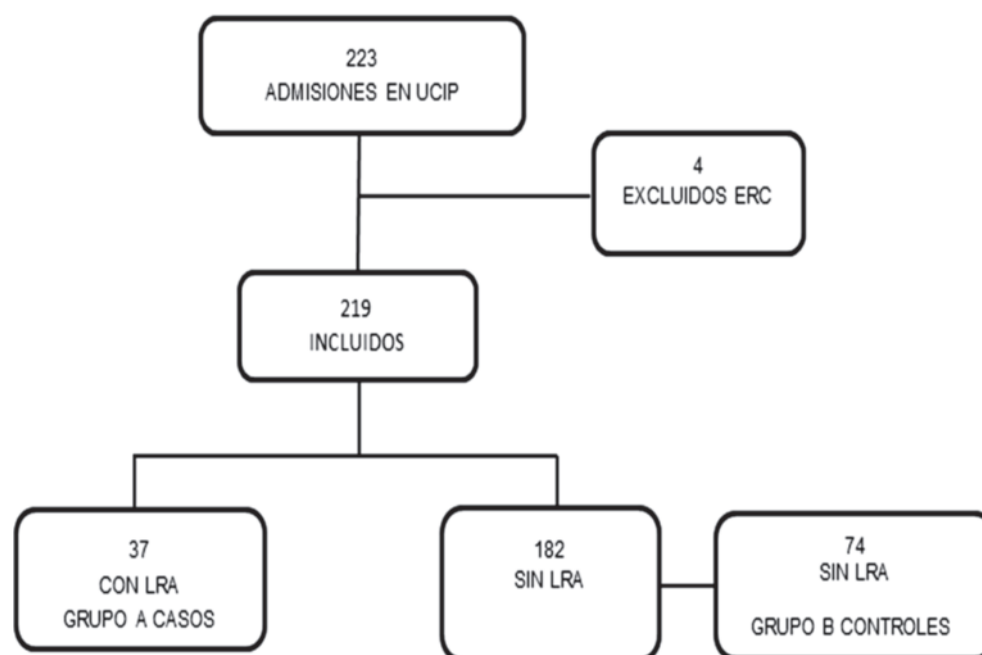 223
ADMISIONES EN UCIP
4
EXCLUIDOS ERC
219
INCLUIDOS
37
CON LRA
GRUPO A CASOS
182
SIN LRA
74
SIN LRA
GRUPO B CONTROLES